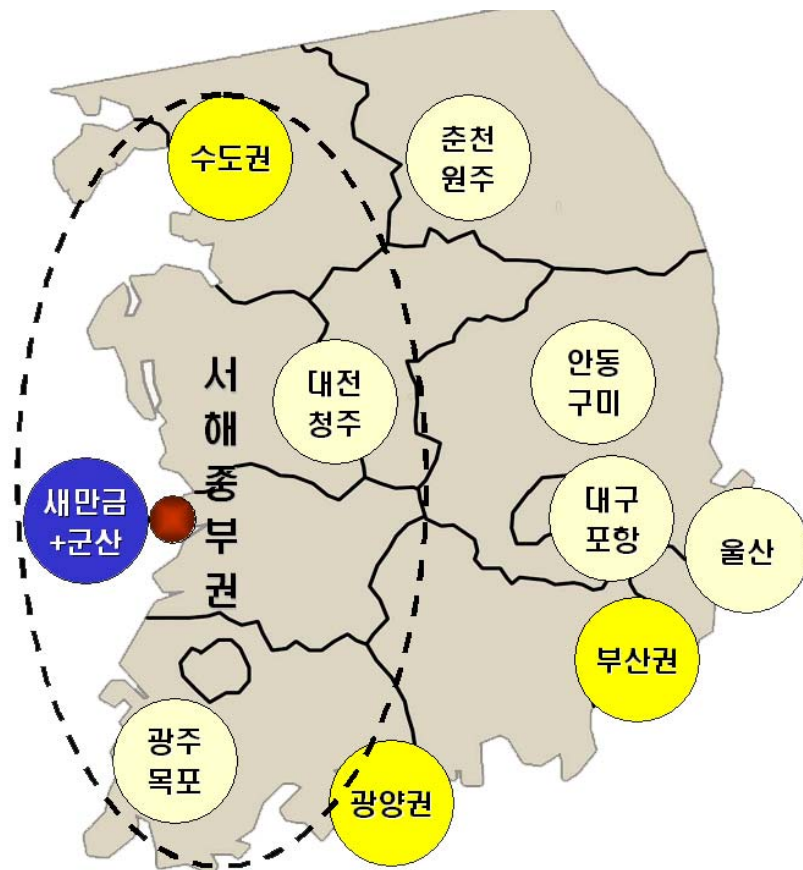 수도권
춘천
원주
서해중부권
대전
청주
안동
구미
새만금
+군산
대구
포항
울산
부산권
광주
목포
광양권